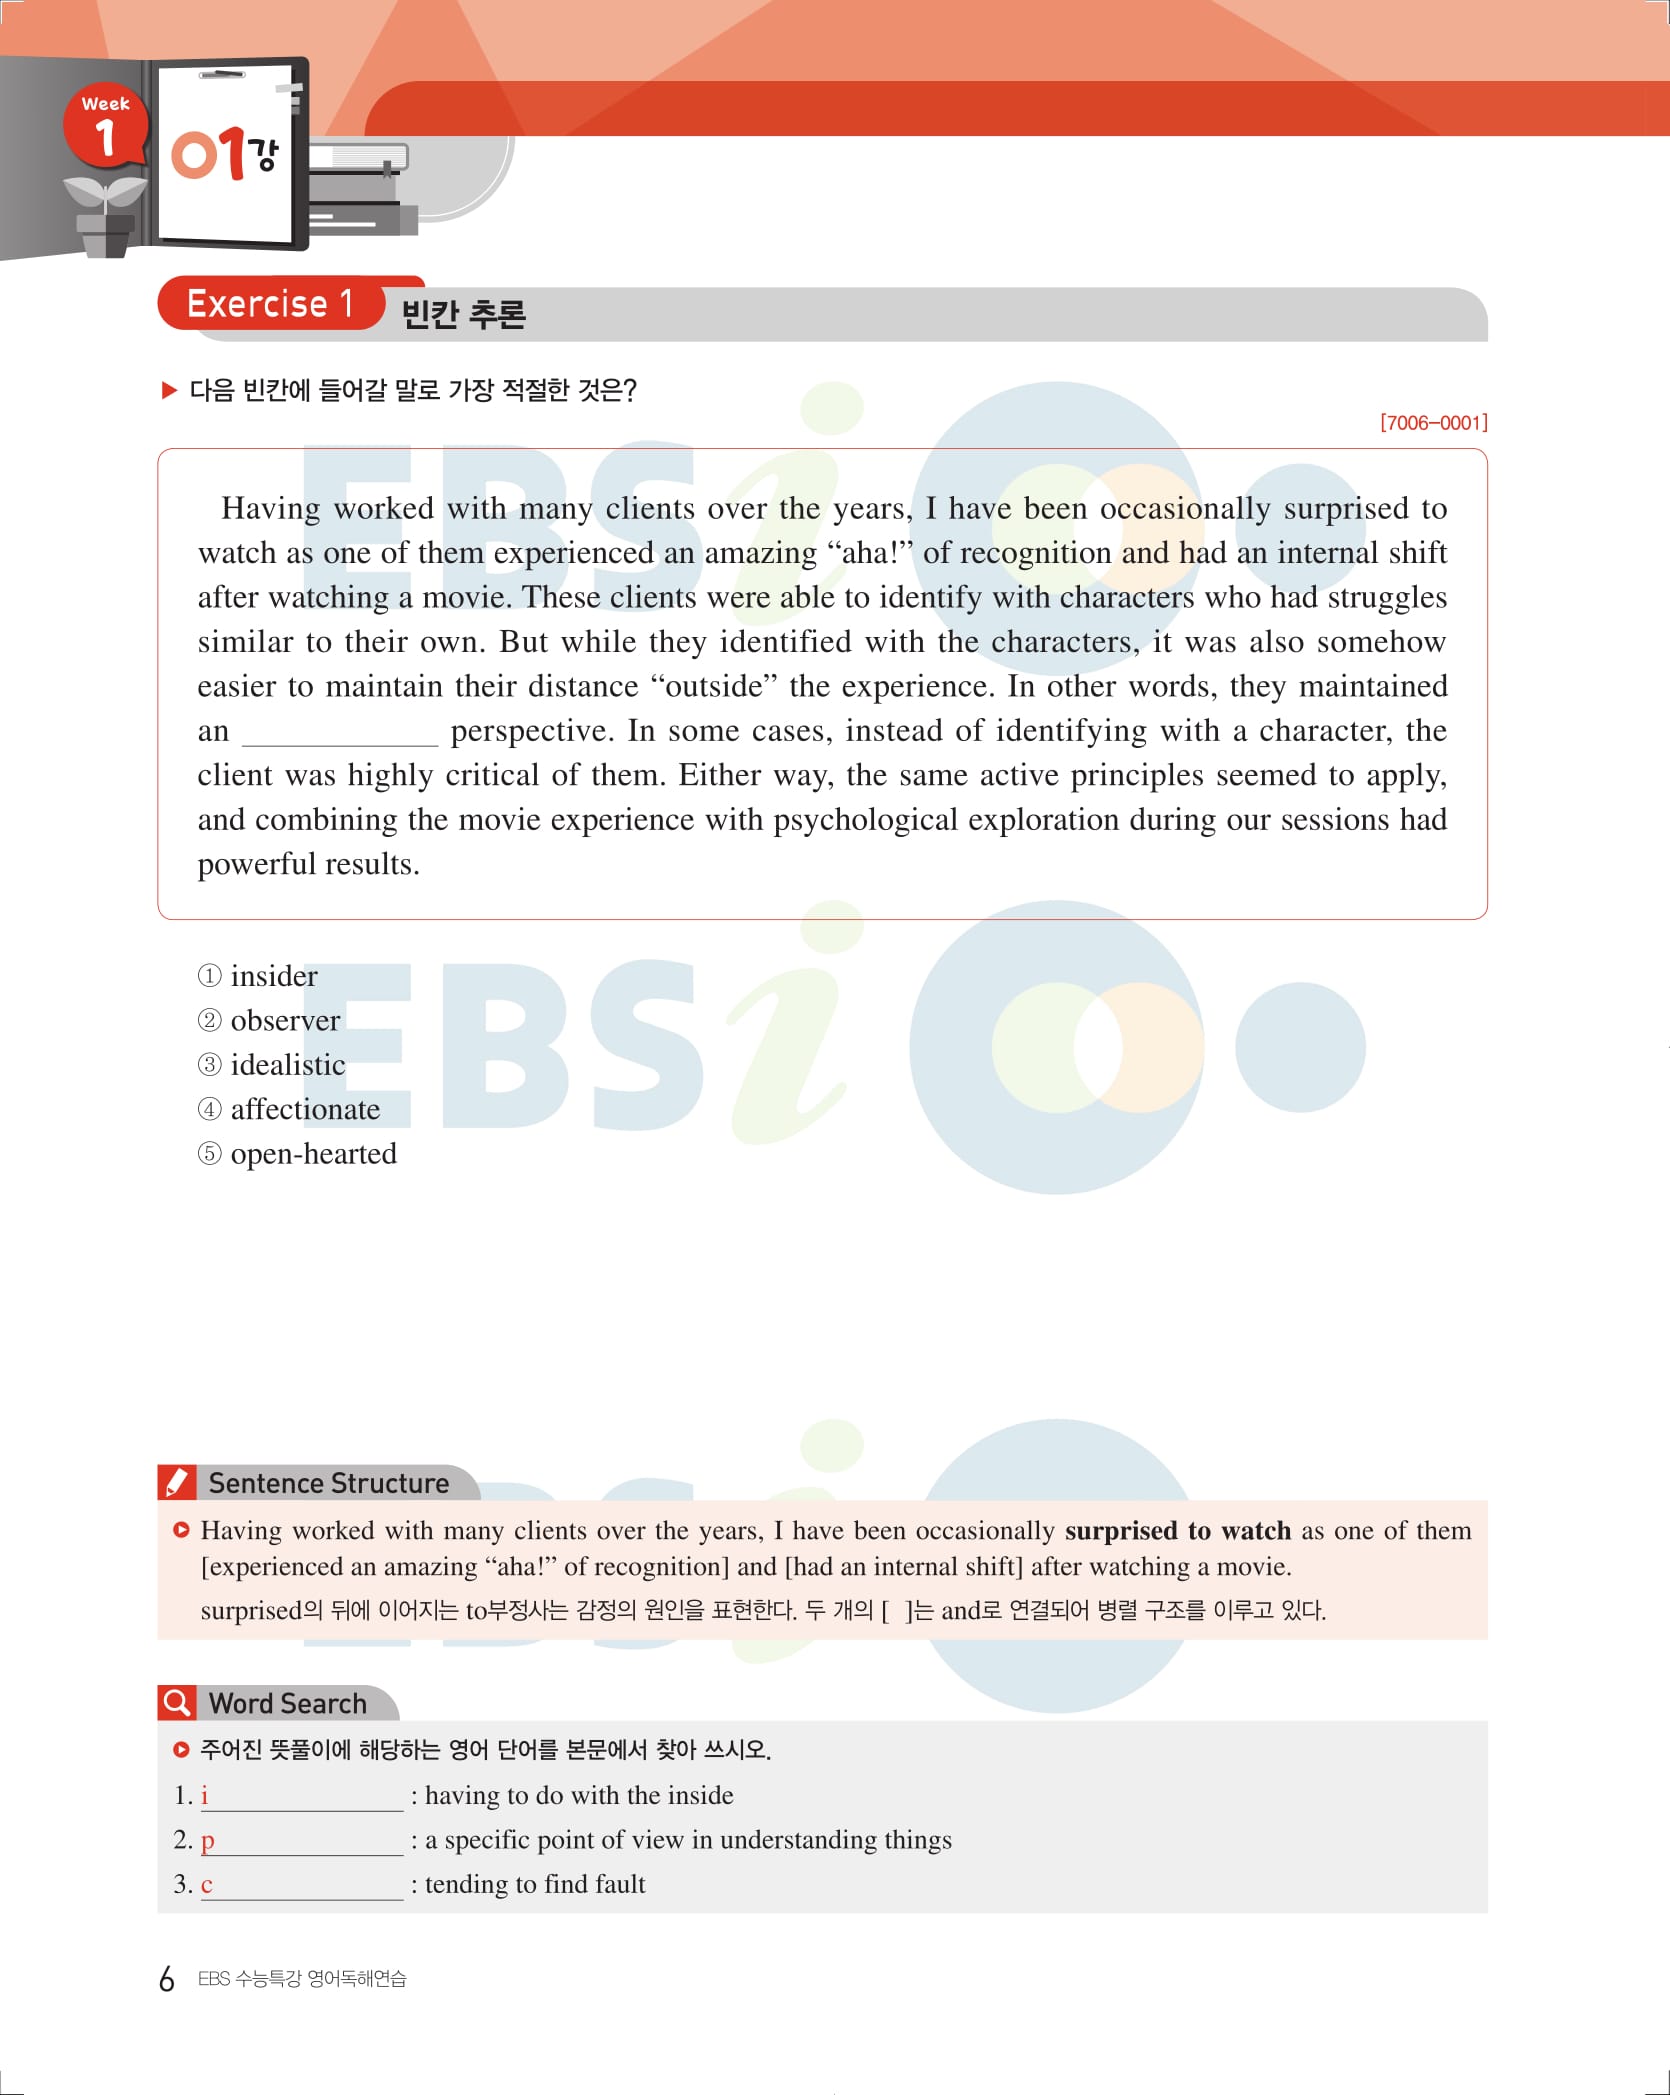 Week
1
01강
Exercise 1 빈칸 추론
▶ 다음 빈칸에 들어갈 말로 가장 적절한 것은?
[7006-0001]
Having worked with many clients over the years, I have been occasionally surprised to
watch as one of them experienced an amazing “aha!” of recognition and had an internal shift
after watching a movie. These clients were able to identify with characters who had struggles
similar to their own. But while they identified with the characters, it was also somehow
easier to maintain their distance “outside” the experience. In other words, they maintained
an ____________ perspective. In some cases, instead of identifying with a character, the
client was highly critical of them. Either way, the same active principles seemed to apply,
and combining the movie experience with psychological exploration during our sessions had
powerful results.
① insider
② observer
③ idealistic
④ affectionate
⑤ open-hearted
EBSi
EBSi
EBSi
Sentence Structure
Having worked with many clients over the years, I have been occasionally surprised to watch as one of them
[experienced an amazing “aha!” of recognition] and [had an internal shift] after watching a movie.
surprised의 뒤에 이어지는 to부정사는 감정의 원인을 표현한다. 두 개의 [ ]는 and로 연결되어 병렬 구조를 이루고 있다.
Word Search
주어진 뜻풀이에 해당하는 영어 단어를 본문에서 찾아 쓰시오.
1. i____________ : having to do with the inside
2. p____________ : a specific point of view in understanding things
3. c____________ : tending to find fault
6 EBS 수능특강 영어독해연습